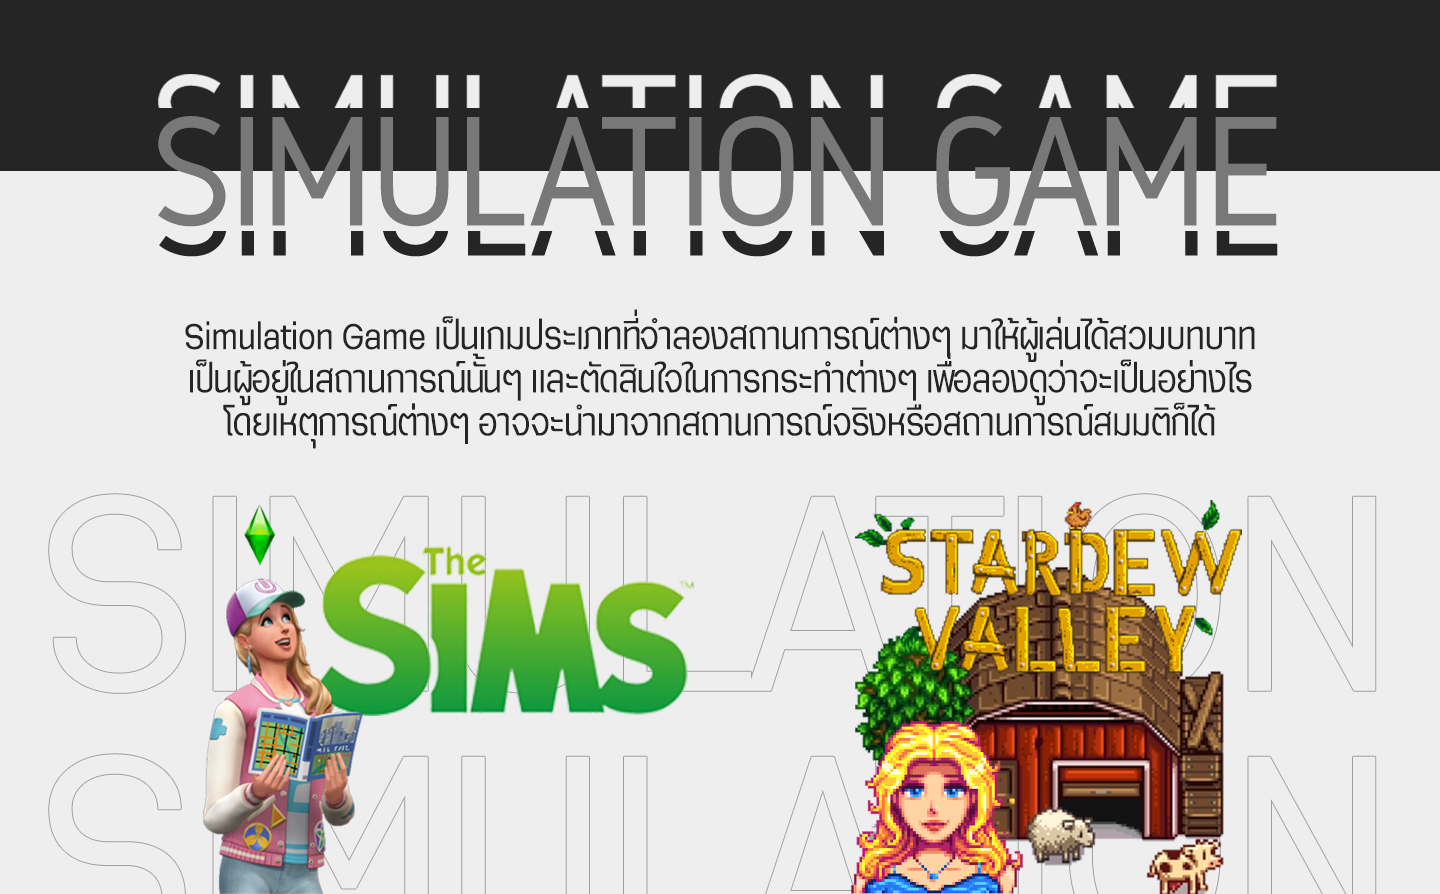 SIMULATION GAME
Simulation Game เป็นเกมประเภทที่จำลองสถานการณ์ต่างๆ มาให้ผู้เล่นได้สวมบทบาท
เป็นผู้อยู่ในสถานการณ์นั้นๆ และตัดสินใจในการกระทำต่างๆ เพื่อลองดูว่าจะเป็นอย่างไร
โดยเหตุการณ์ต่างๆ อาจจะนำมาจากสถานการณ์จริงหรือสถานการณ์สมมติก็ได้
SIMULATION
The
SIMS™
STARDEW
VALLEY
SIMULATION